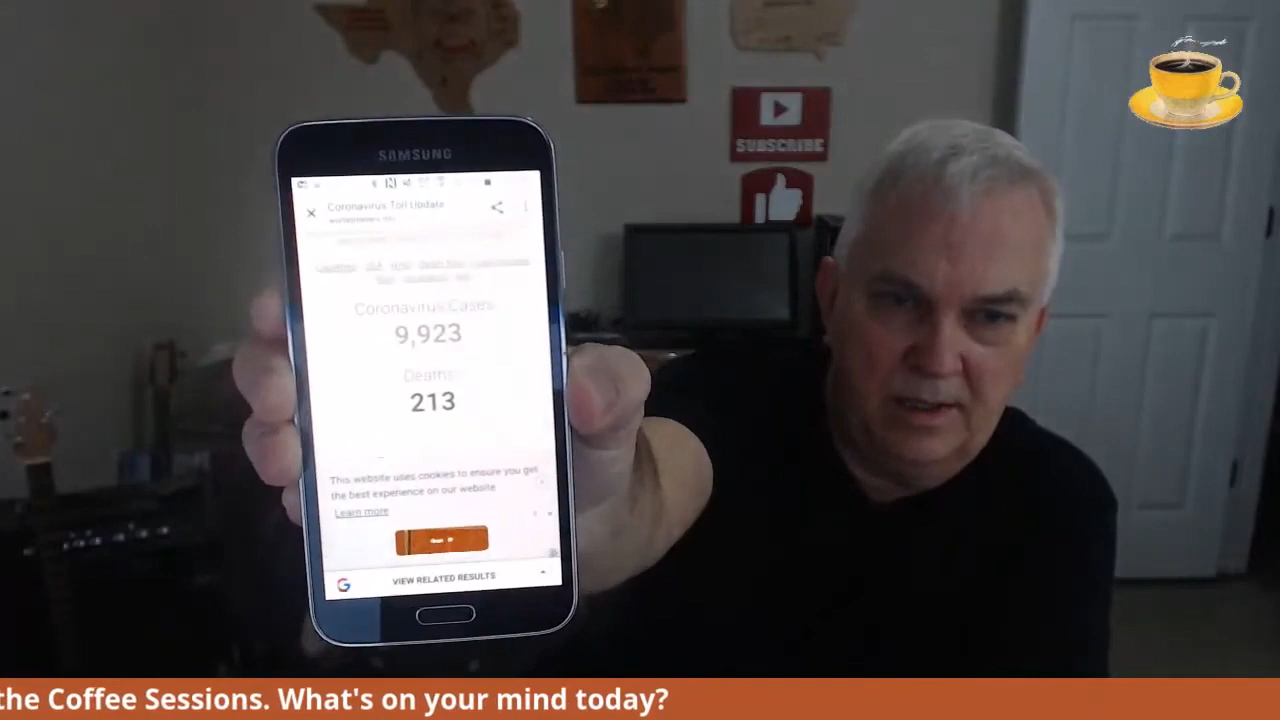 SUBSCRIBE
SAMSUNG
Coronavirus Toll Update
Coronavirus Cases
9,923
Deaths
213
This website uses cookies to ensure you get
the best experience on our website
Learn more
VIEW RELATED RESULTS
the Coffee Sessions. What's on your mind today?